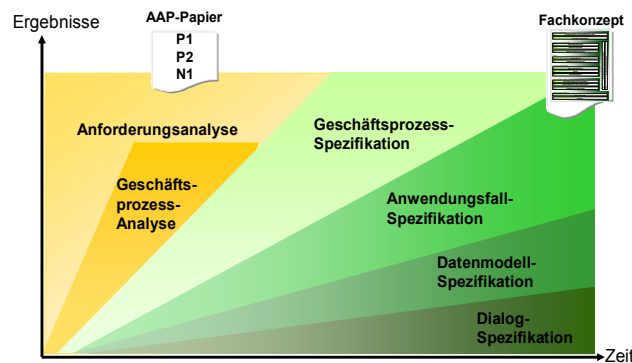 Ergebnisse
AAP-Papier
P1
P2
N1
Fachkonzept
Anforderungsanalyse
Geschäfts-
prozess-
Analyse
Geschäftsprozess-
Spezifikation
Anwendungsfall-
Spezifikation
Datenmodell-
Spezifikation
Dialog-
Spezifikation
Zeit